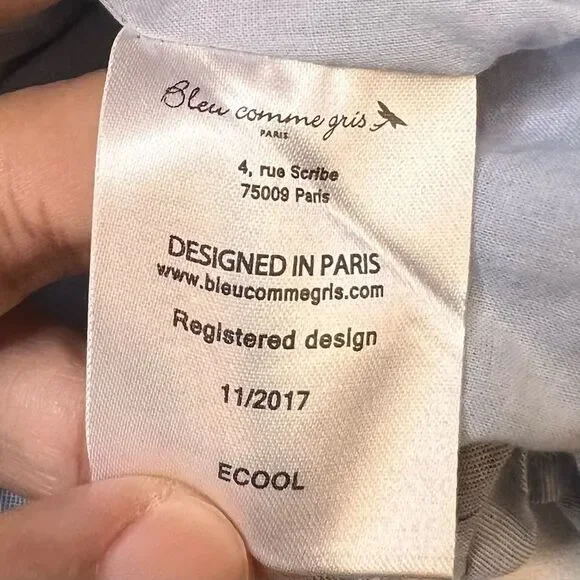 Bleu comme gris
PARIS
4, rue Scribe
75009 Paris
DESIGNED IN PARIS
www.bleucommegris.com
Registered design
11/2017
ECOOL